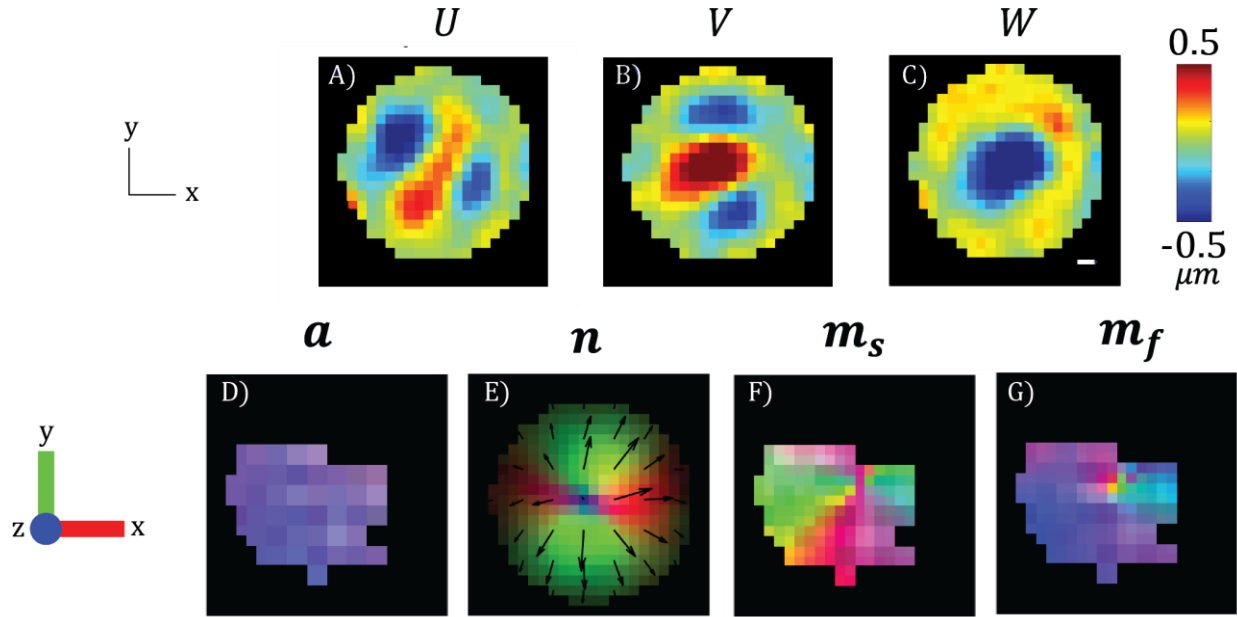 U V W
A) B) C)
0.5
-0.5
μm
y
x
a n m_s m_f
D) E) F) G)
y
z x